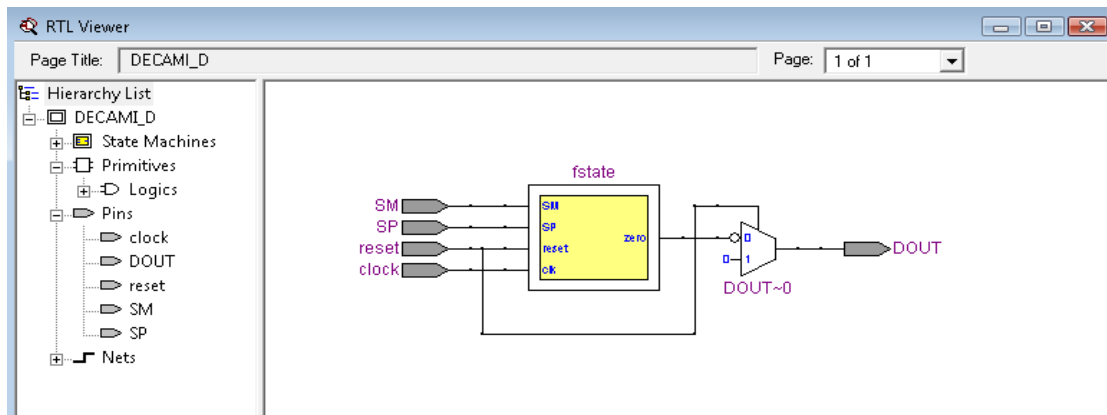 RTL Viewer
Page Title: DECAMI_D
Page: 1 of 1
Hierarchy List
DECAMI_D
State Machines
Primitives
Logics
Pins
clock
DOUT
reset
SM
SP
Nets
fstate
SM
SP
reset
clock
SM
SP
reset
clk
zero
0
0
1
DOUT~0
DOUT